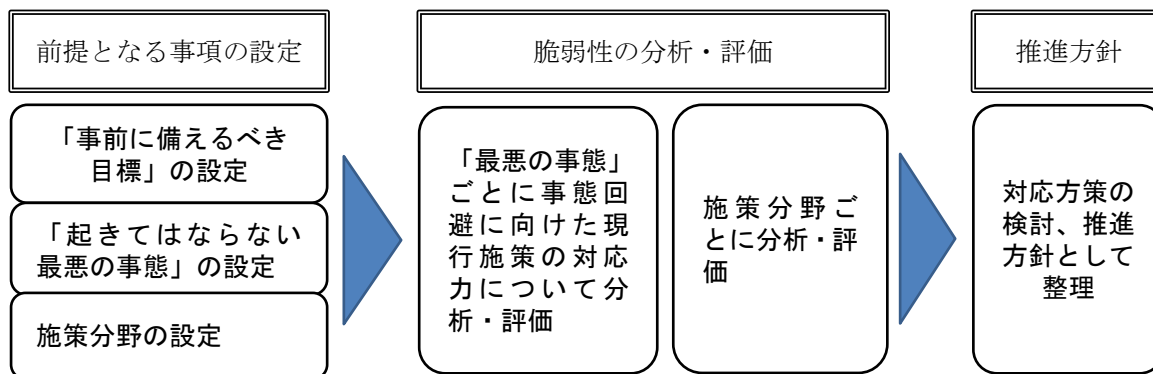 前提となる事項の設定
脆弱性の分析・評価
推進方針
「事前に備えるべき
目標」の設定
「起きてはならない
最悪の事態」の設定
施策分野の設定
「最悪の事態」
ごとに事態回
避に向けた現
行施策の対応
力について分
析・評価
施策分野ご
とに分析・評
価
対応方策の
検討、推進
方針として
整理